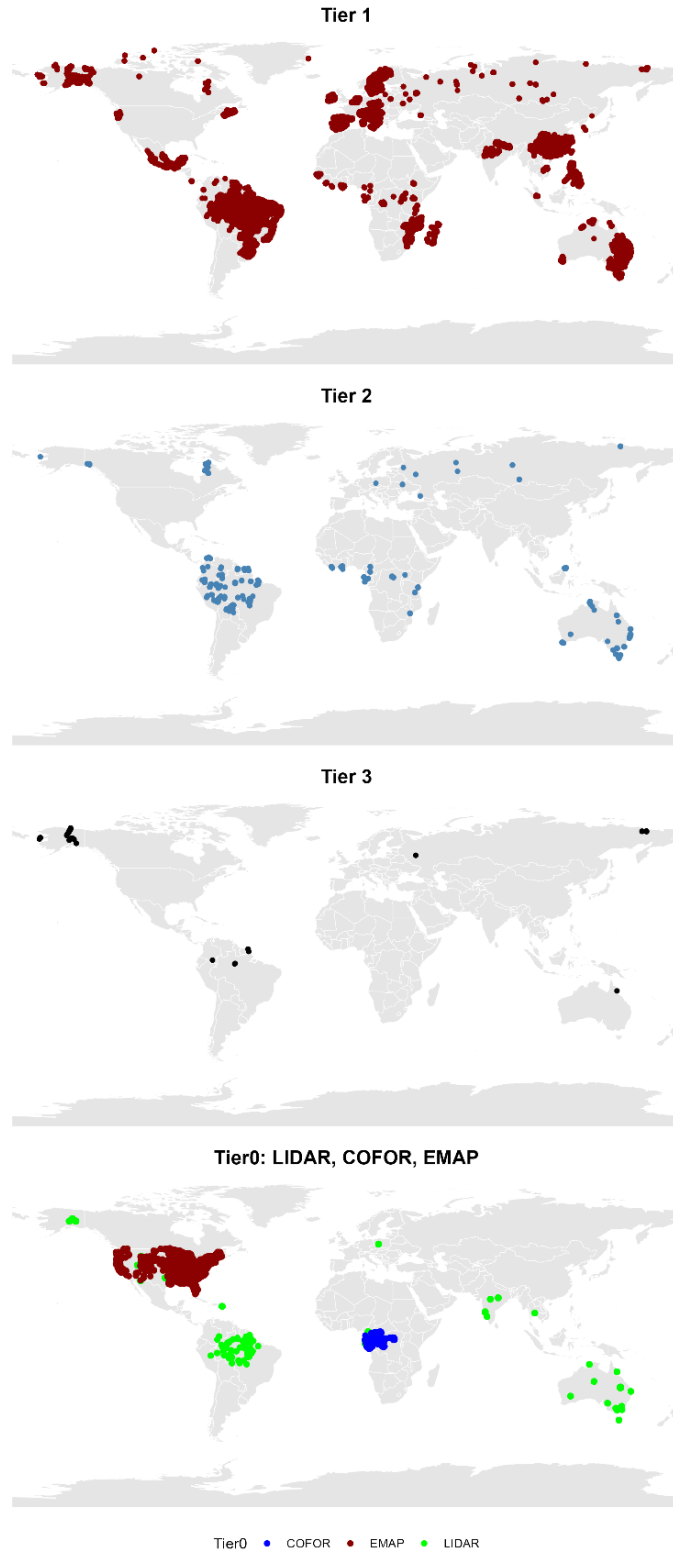 Tier 1
Tier 2
Tier 3
Tier0: LIDAR, COFOR, EMAP
Tier0 COFOR EMAP LIDAR